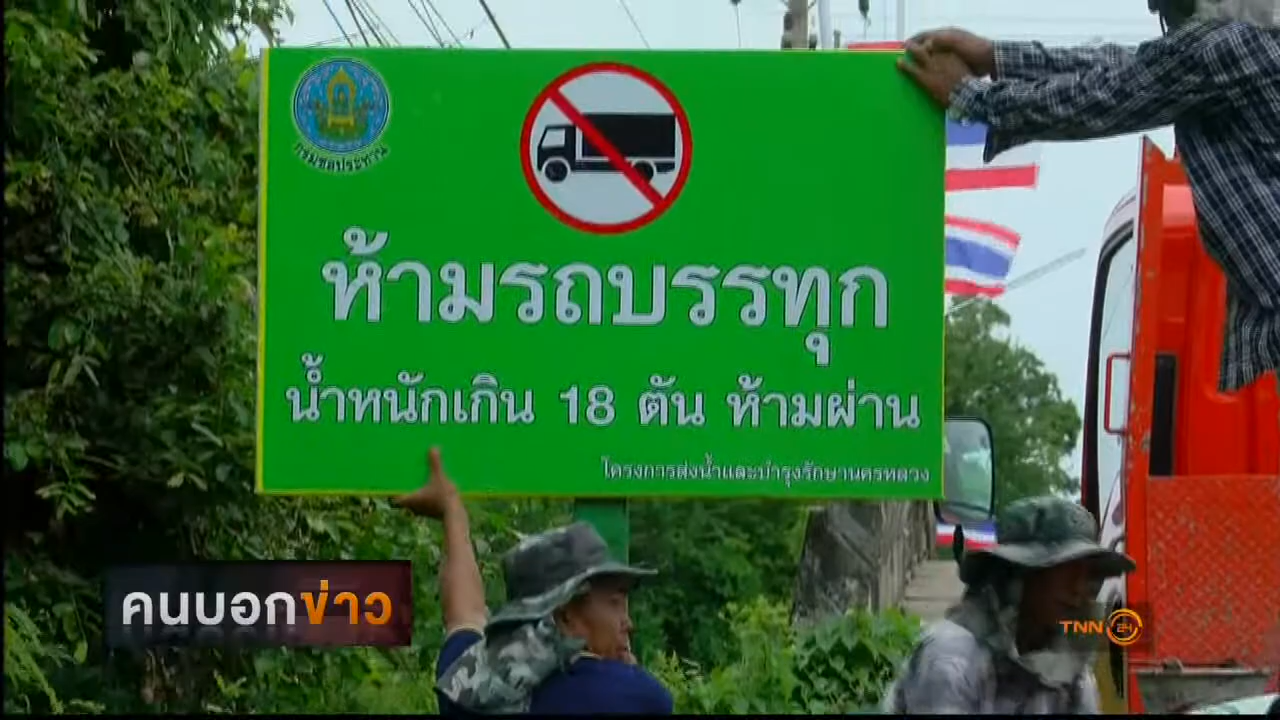 กรมชลประทาน
ห้ามรถบรรทุก
น้ำหนักเกิน 18 ตัน ห้ามผ่าน
โครงการส่งน้ำและบำรุงรักษานครหลวง
คนบอกข่าว
TNN 24